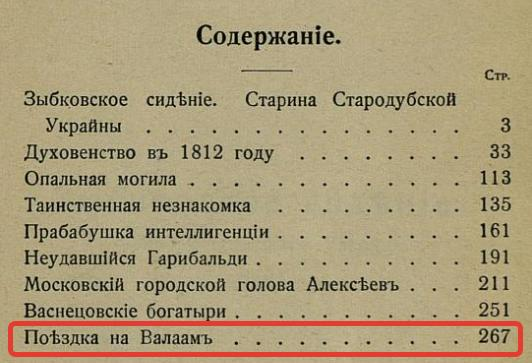 Содержаніе.
Стр.
Зыбковское сидѣніе. Старина Стародубской
Украйны . . . . . . . . . . . . . 3
Духовенство въ 1812 году . . . . . . . . 33
Опальная могила . . . . . . . . . . . . 113
Таинственная незнакомка . . . . . . . . . 135
Прабабушка интеллигенціи . . . . . . . . 161
Неудавшійся Гарибальди . . . . . . . . . 191
Московскій городской голова Алексѣевъ . . . 211
Васнецовскіе богатыри . . . . . . . . . . 251
Поѣздка на Валаамъ . . . . . . . . . . . 267